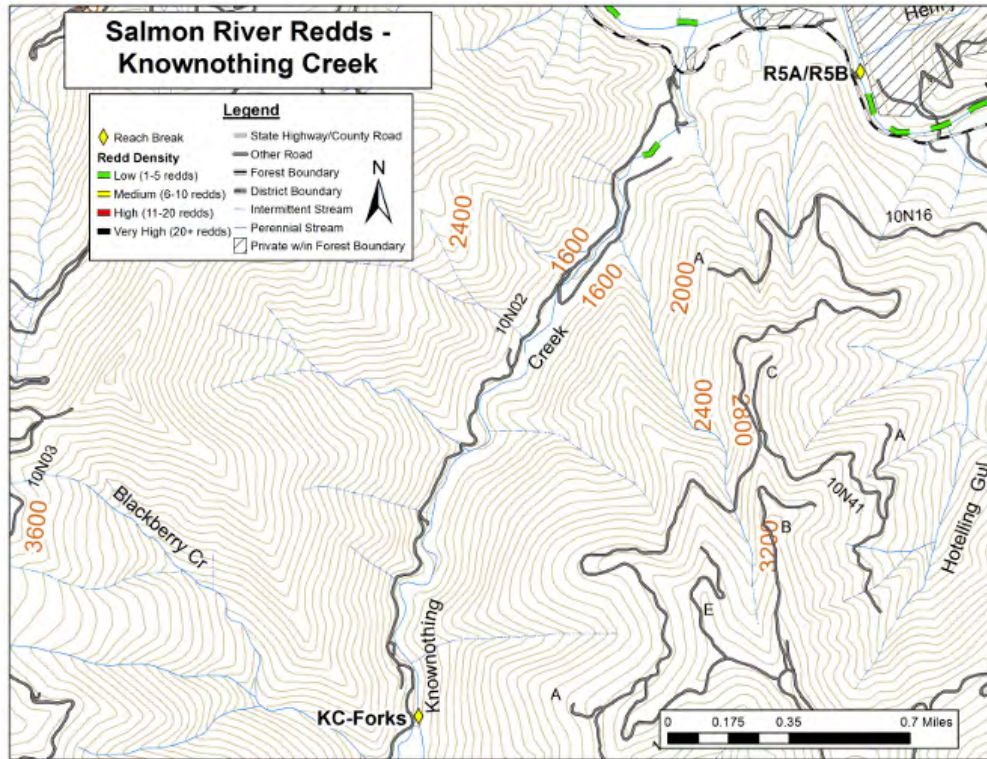 Salmon River Redds -
Knownothing Creek
Legend
Reach Break
Redd Density
Low (1-5 redds)
Medium (6-10 redds)
High (11-20 redds)
Very High (20+ redds)
State Highway/County Road
Other Road
Forest Boundary
District Boundary
Intermittent Stream
Perennial Stream
Private w/in Forest Boundary
N
Henry
R5A/R5B
10N16
2400
1600
1600
2000
A
10N02
Creek
C
2400
2800
A
10N03
3600
Blackberry Cr
10N41
B
3200
Hotelling Gul
E
Knownothing
A
KC-Forks
0 0.175 0.35 0.7 Miles